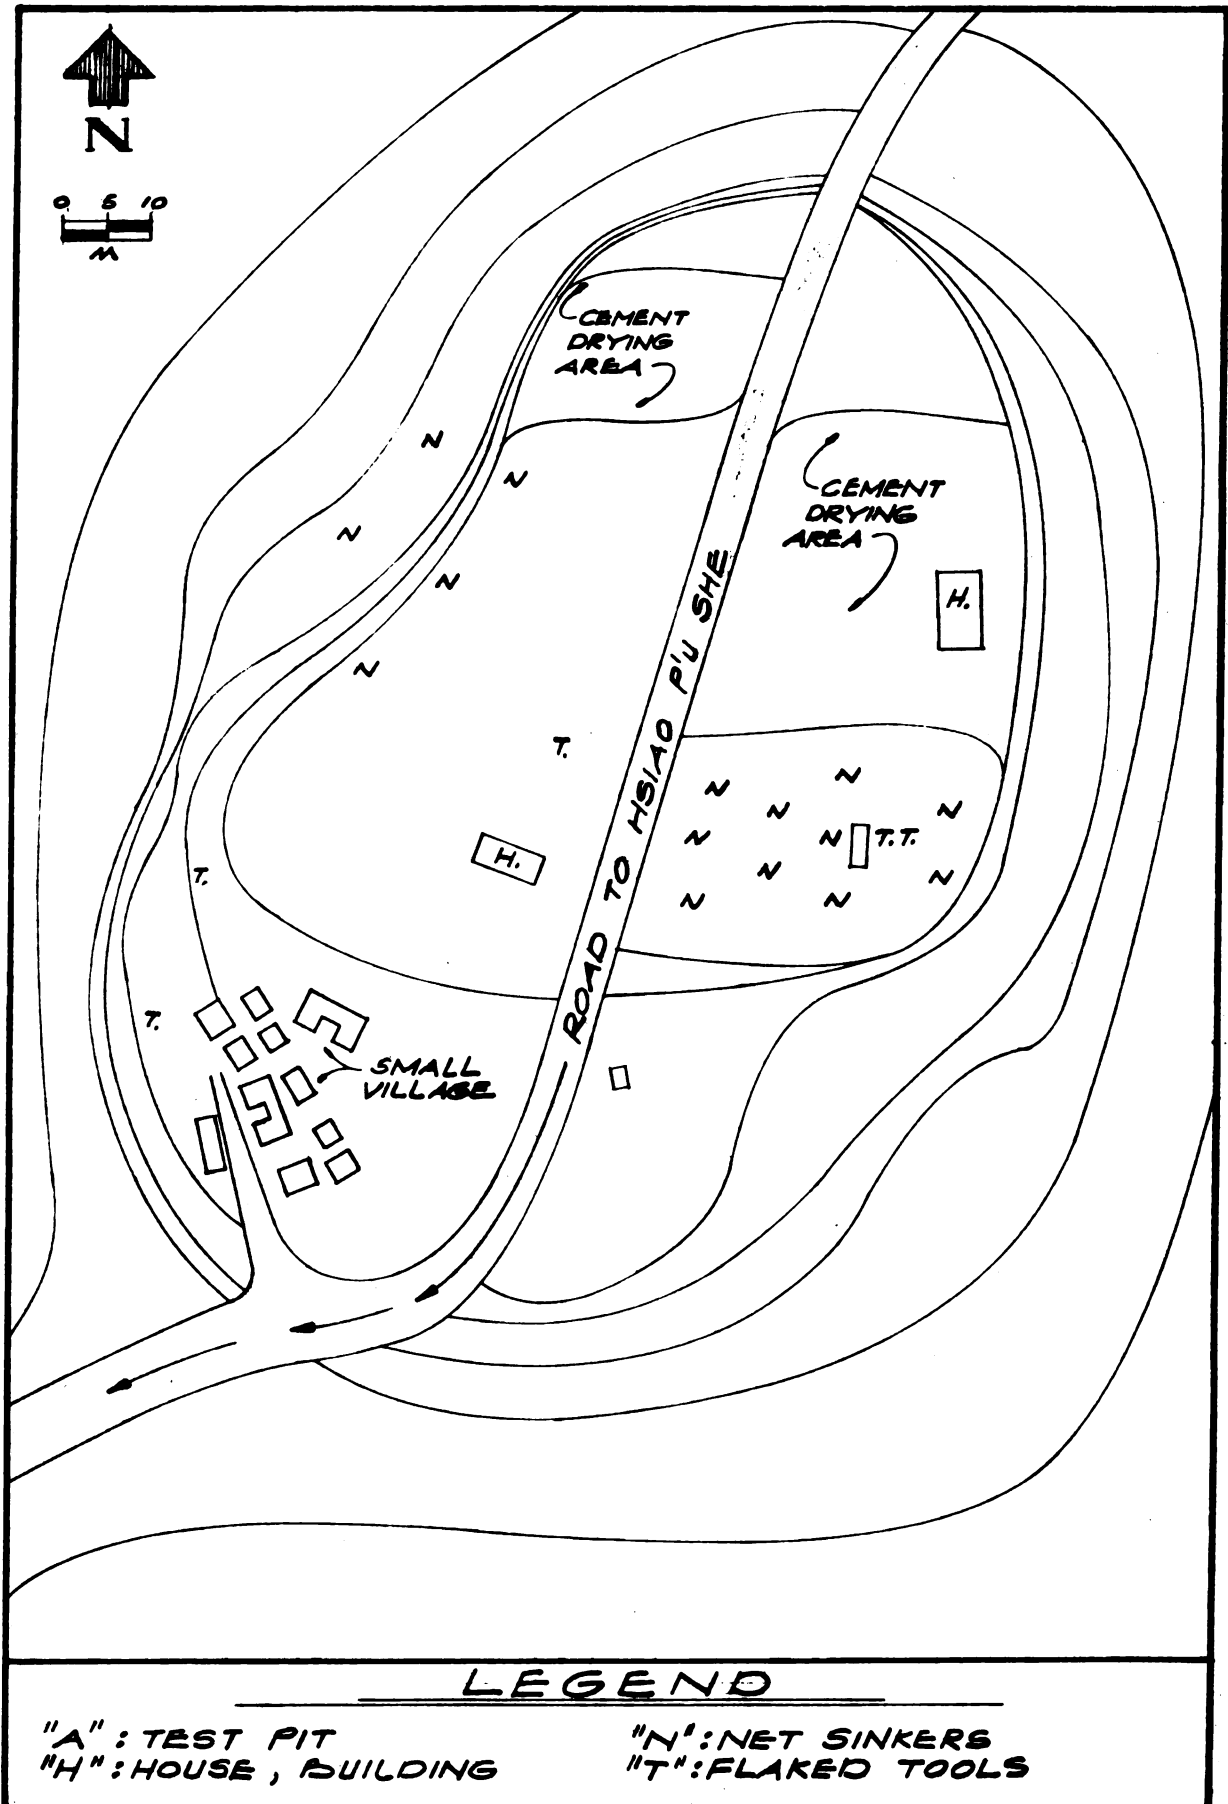 N
0 5 10
M
CEMENT
DRYING
AREA
N
N
CEMENT
DRYING
AREA
N
N
H.
N
T.
N
N
N
N
N
N
T.T.
H.
N
T.
N
N
N
ROAD TO HSIAO P'U SHE
T.
SMALL
VILLAGE
LEGEND
"A": TEST PIT
"H": HOUSE, BUILDING
"N": NET SINKERS
"T": FLAKED TOOLS